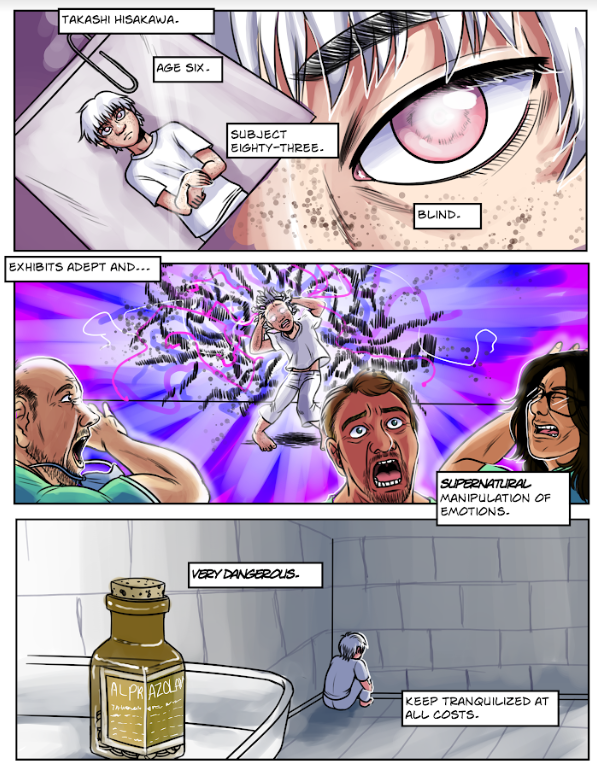 TAKASHI HISAKAWA.
AGE SIX.
SUBJECT
EIGHTY-THREE.
BLIND.
EXHIBITS ADEPT AND...
SUPERNATURAL
MANIPULATION OF
EMOTIONS.
VERY DANGEROUS.
ALPRAZOLAM
KEEP TRANQUILIZED AT
ALL COSTS.